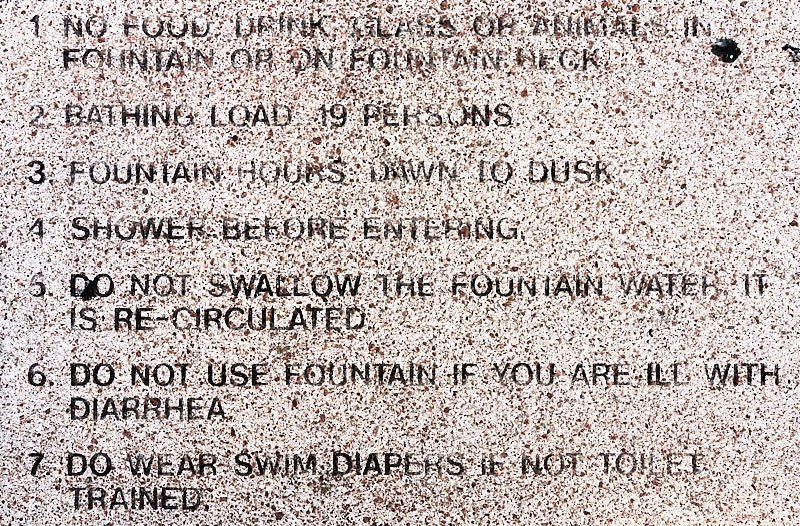 1 NO FOOD, DRINK, GLASS OR ANIMALS IN
FOUNTAIN OR ON FOUNTAIN DECK.
2. BATHING LOAD: 19 PERSONS.
3. FOUNTAIN HOURS: DAWN TO DUSK.
4 SHOWER BEFORE ENTERING.
5. DO NOT SWALLOW THE FOUNTAIN WATER, IT
IS RE-CIRCULATED.
6. DO NOT USE FOUNTAIN IF YOU ARE ILL WITH
DIARRHEA.
7. DO WEAR SWIM DIAPERS IF NOT TOILET
TRAINED.